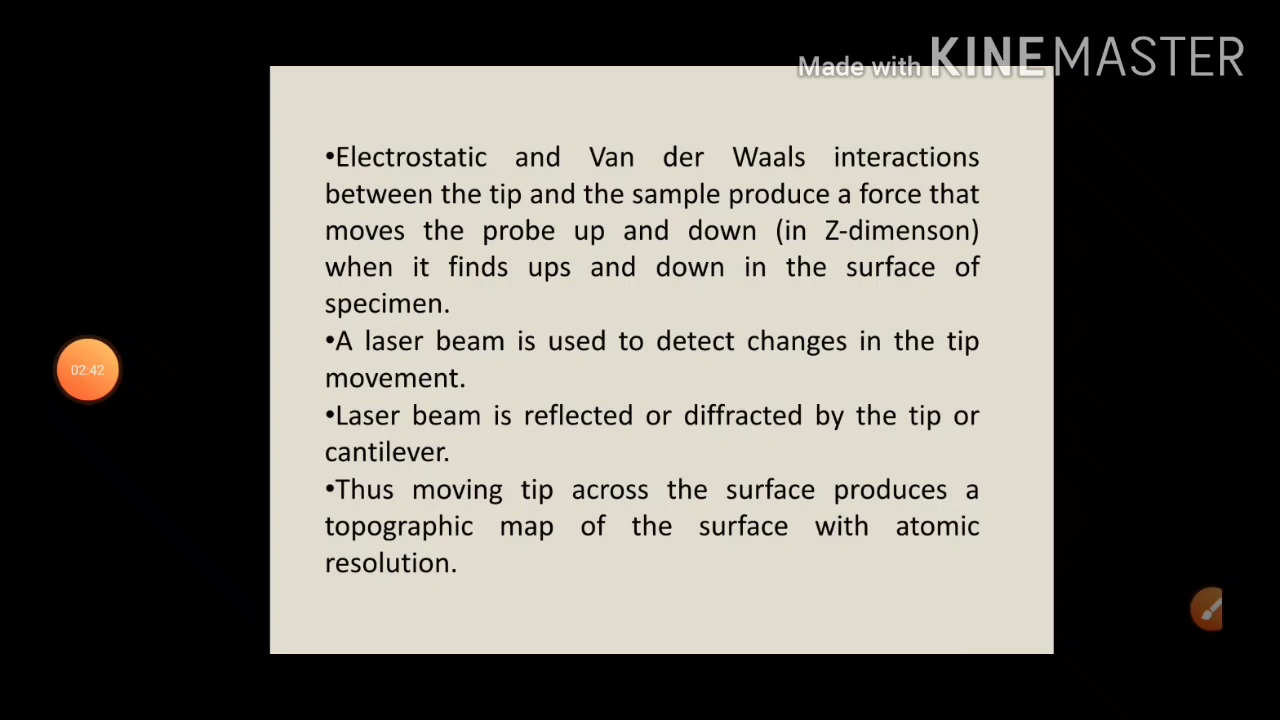 Made with KINEMASTER
•Electrostatic and Van der Waals interactions
between the tip and the sample produce a force that
moves the probe up and down (in Z-dimenson)
when it finds ups and down in the surface of
specimen.
•A laser beam is used to detect changes in the tip
movement.
•Laser beam is reflected or diffracted by the tip or
cantilever.
•Thus moving tip across the surface produces a
topographic map of the surface with atomic
resolution.
02:42